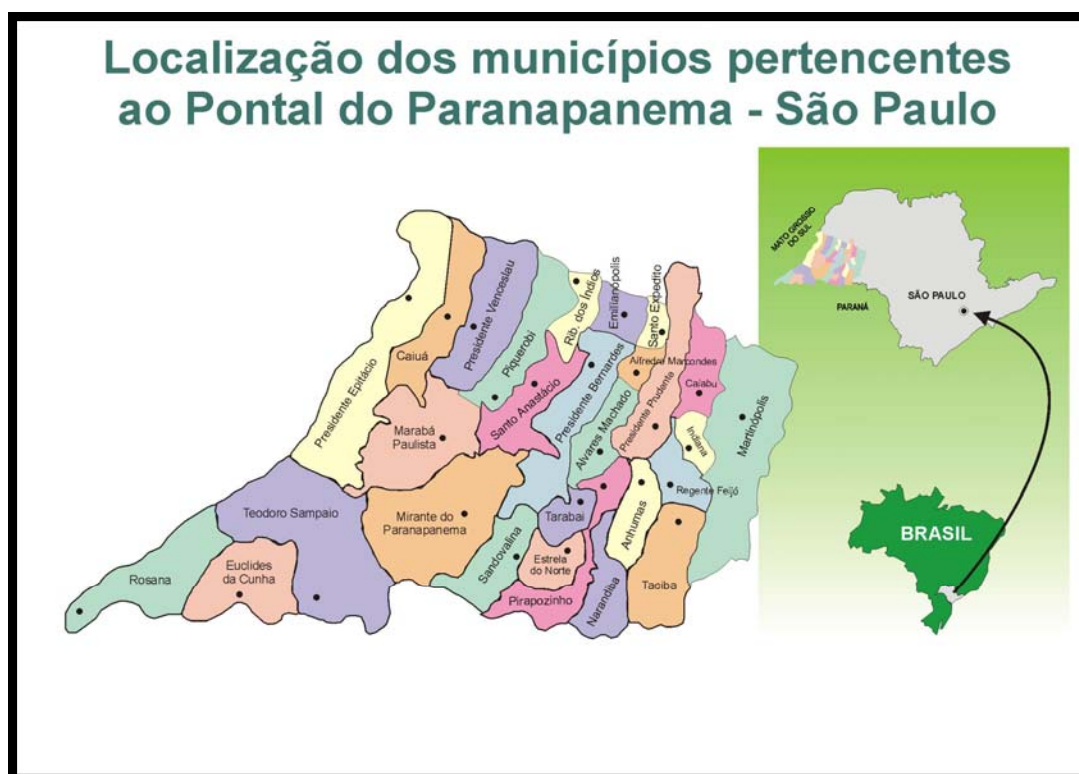 Localização dos municípios pertencentes
ao Pontal do Paranapanema - São Paulo
MATO GROSSO
DO SUL
SÃO PAULO
PARANÁ
BRASIL
Presidente Epitácio
Caiuá
Presidente Venceslau
Piquerobi
Rib. dos Índios
Emilianópolis
Santo Expedito
Santo Anastácio
Presidente Bernardes
Alfredo Marcondes
Alvares Machado
Presidente Prudente
Caiabu
Martinópolis
Indiana
Marabá
Paulista
Regente Feijó
Teodoro Sampaio
Mirante do
Paranapanema
Tarabai
Anhumas
Sandovalina
Estrela
do Norte
Rosana
Euclides
da Cunha
Pirapozinho
Narandiba
Taciba